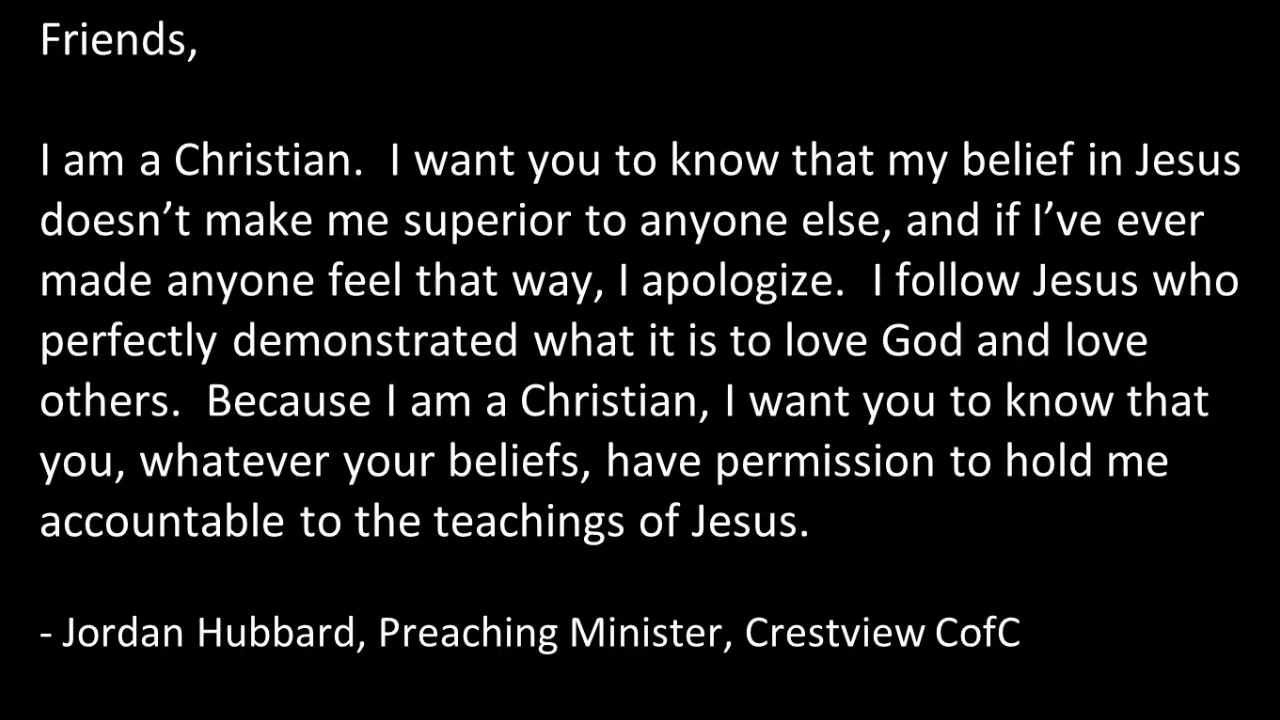 Friends,
I am a Christian.  I want you to know that my belief in Jesus
doesn’t make me superior to anyone else, and if I’ve ever
made anyone feel that way, I apologize.  I follow Jesus who
perfectly demonstrated what it is to love God and love
others.  Because I am a Christian, I want you to know that
you, whatever your beliefs, have permission to hold me
accountable to the teachings of Jesus.
- Jordan Hubbard, Preaching Minister, Crestview CofC